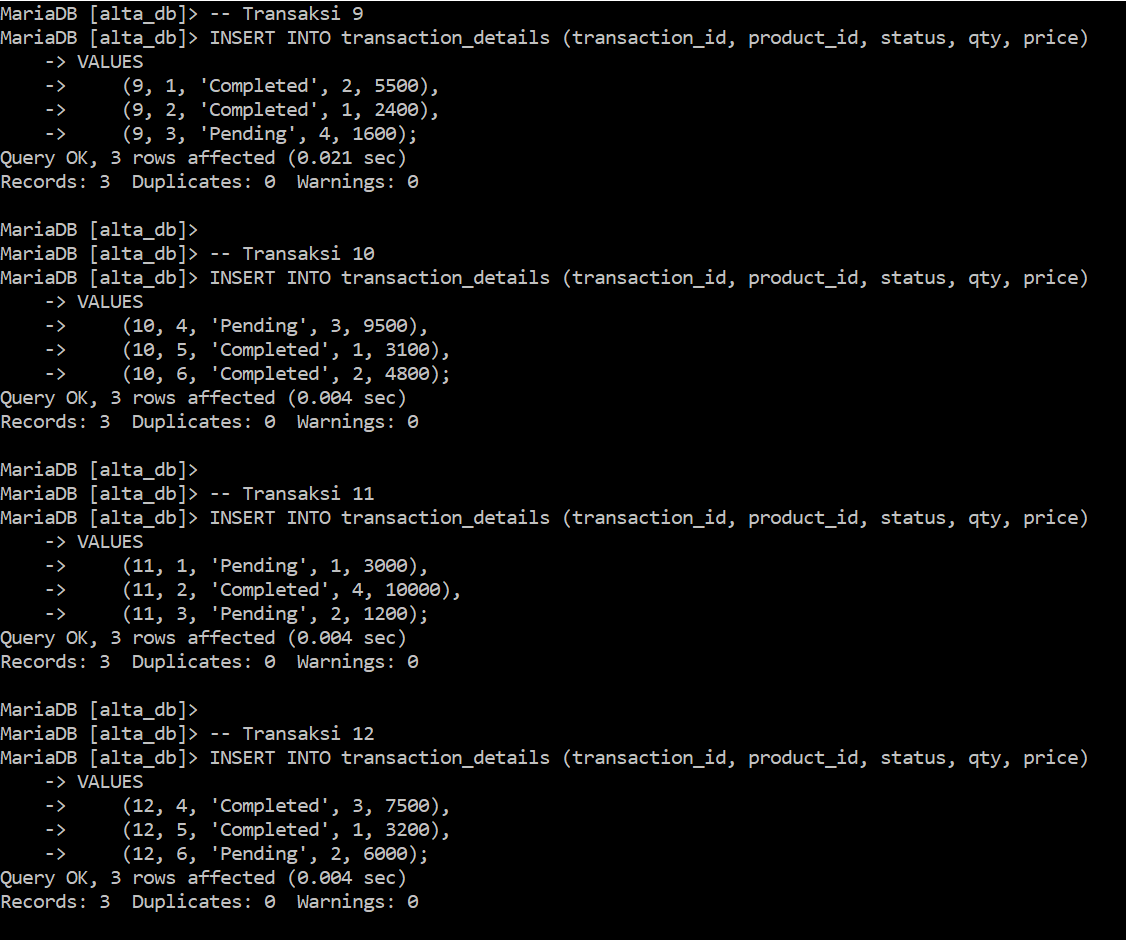 MariaDB [alta_db]> -- Transaksi 9
MariaDB [alta_db]> INSERT INTO transaction_details (transaction_id, product_id, status, qty, price)
    -> VALUES
    ->     (9, 1, 'Completed', 2, 5500),
    ->     (9, 2, 'Completed', 1, 2400),
    ->     (9, 3, 'Pending', 4, 1600);
Query OK, 3 rows affected (0.021 sec)
Records: 3  Duplicates: 0  Warnings: 0

MariaDB [alta_db]>
MariaDB [alta_db]> -- Transaksi 10
MariaDB [alta_db]> INSERT INTO transaction_details (transaction_id, product_id, status, qty, price)
    -> VALUES
    ->     (10, 4, 'Pending', 3, 9500),
    ->     (10, 5, 'Completed', 1, 3100),
    ->     (10, 6, 'Completed', 2, 4800);
Query OK, 3 rows affected (0.004 sec)
Records: 3  Duplicates: 0  Warnings: 0

MariaDB [alta_db]>
MariaDB [alta_db]> -- Transaksi 11
MariaDB [alta_db]> INSERT INTO transaction_details (transaction_id, product_id, status, qty, price)
    -> VALUES
    ->     (11, 1, 'Pending', 1, 3000),
    ->     (11, 2, 'Completed', 4, 10000),
    ->     (11, 3, 'Pending', 2, 1200);
Query OK, 3 rows affected (0.004 sec)
Records: 3  Duplicates: 0  Warnings: 0

MariaDB [alta_db]>
MariaDB [alta_db]> -- Transaksi 12
MariaDB [alta_db]> INSERT INTO transaction_details (transaction_id, product_id, status, qty, price)
    -> VALUES
    ->     (12, 4, 'Completed', 3, 7500),
    ->     (12, 5, 'Completed', 1, 3200),
    ->     (12, 6, 'Pending', 2, 6000);
Query OK, 3 rows affected (0.004 sec)
Records: 3  Duplicates: 0  Warnings: 0